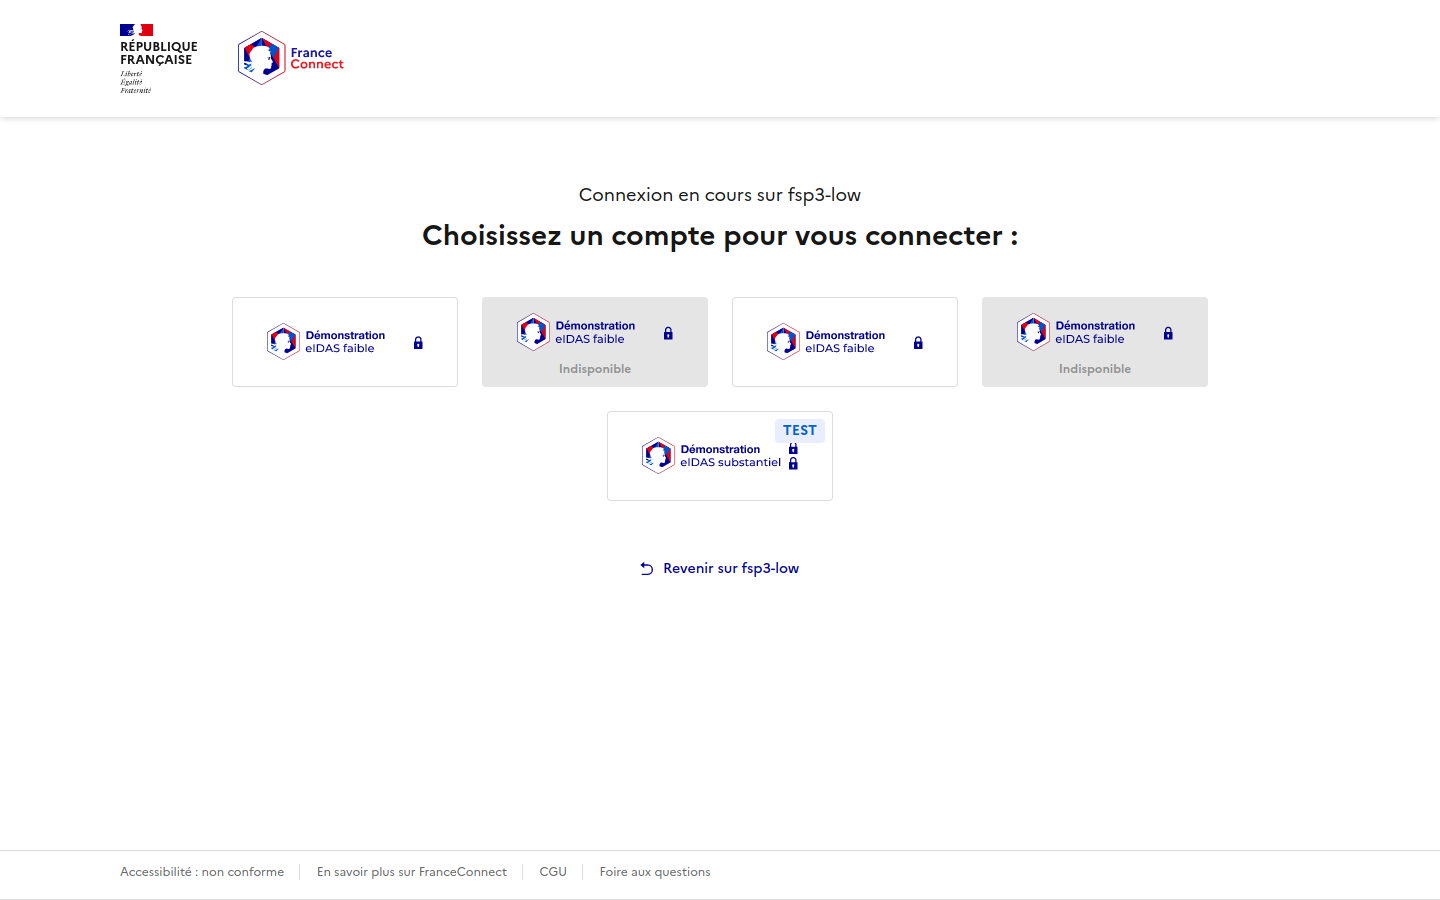 RÉPUBLIQUE
FRANÇAISE
Liberté
Égalité
Fraternité
France
Connect
Connexion en cours sur fsp3-low
Choisissez un compte pour vous connecter :
Démonstration
eIDAS faible
Démonstration
eIDAS faible
Indisponible
Démonstration
eIDAS faible
Démonstration
eIDAS faible
Indisponible
TEST
Démonstration
eIDAS substantiel
Revenir sur fsp3-low
Accessibilité : non conforme
En savoir plus sur FranceConnect
CGU
Foire aux questions